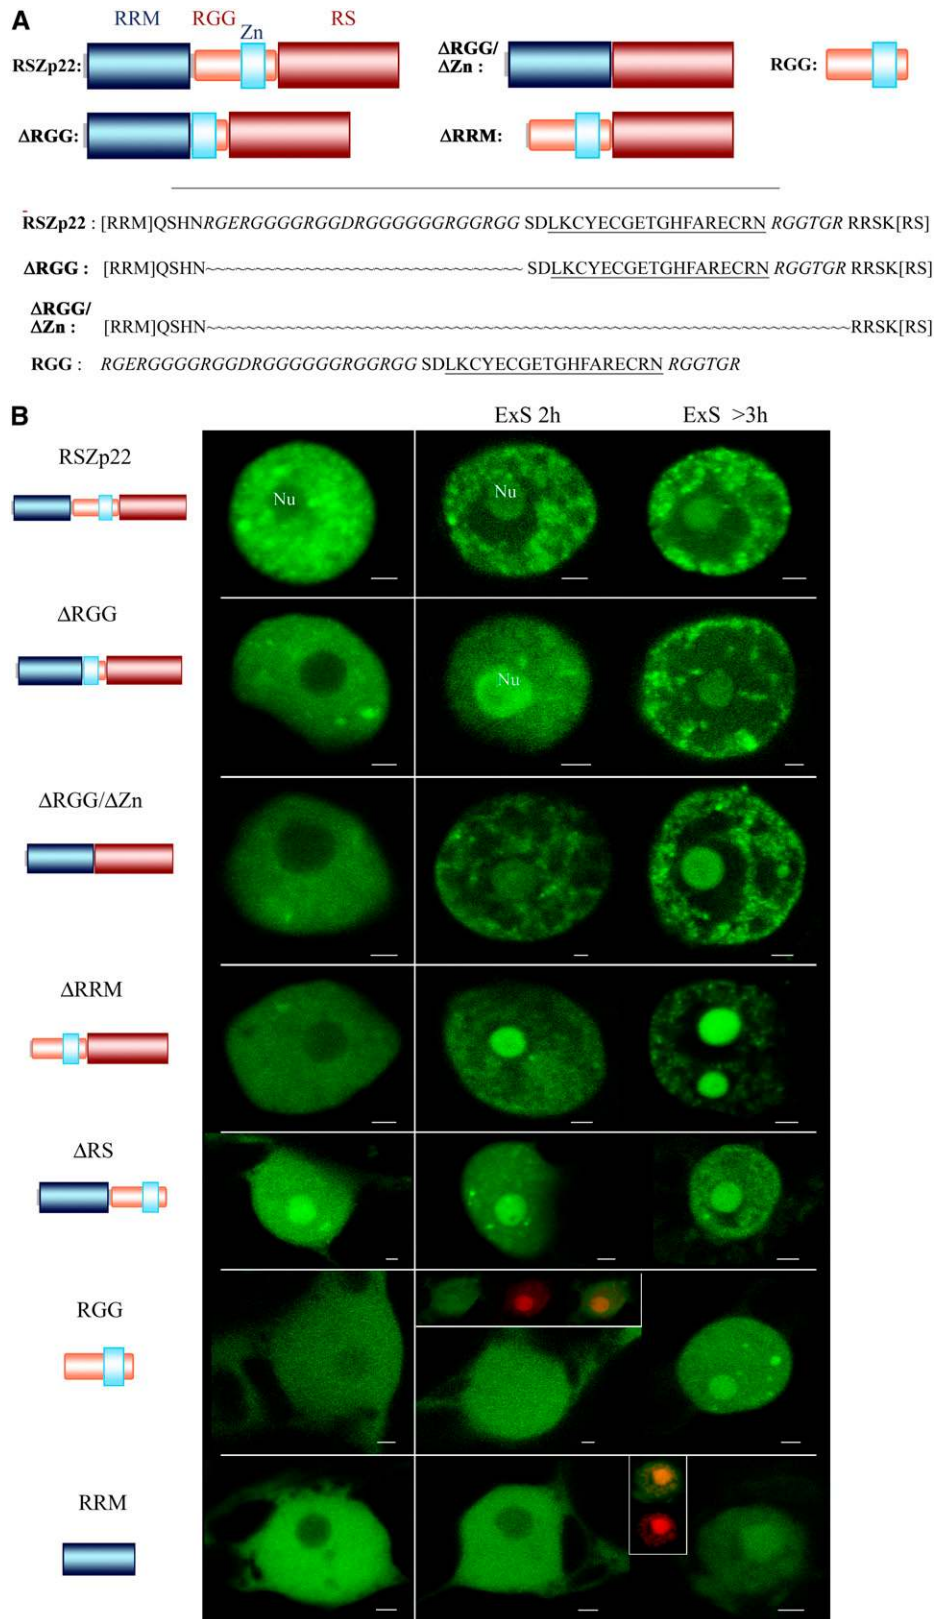 A
RRM RGG Zn RS
RSZp22:
ΔRGG/
ΔZn :
RGG:
ΔRGG:
ΔRRM:
RSZp22 : [RRM]QSHNRGERGGGGRGGDRGGGGGGRGGRGG SDLKCYECGETGHFARECRN RGGTGR RRSK[RS]
ΔRGG : [RRM]QSHN~~~~~~~~~~~~~~~~~~~~~~~~~~~~~~~~~~~~~~~~ SDLKCYECGETGHFARECRN RGGTGR RRSK[RS]
ΔRGG/
ΔZn : [RRM]QSHN~~~~~~~~~~~~~~~~~~~~~~~~~~~~~~~~~~~~~~~~~~~~~~~~~~~~~~~~~~~~~~~~~~~~~~~~~~~~~~~~RRSK[RS]
RGG : RGERGGGGRGGDRGGGGGGRGGRGG SDLKCYECGETGHFARECRN RGGTGR
B
ExS 2h ExS >3h
RSZp22
Nu Nu
ΔRGG
Nu
ΔRGG/ΔZn
ΔRRM
ΔRS
RGG
RRM